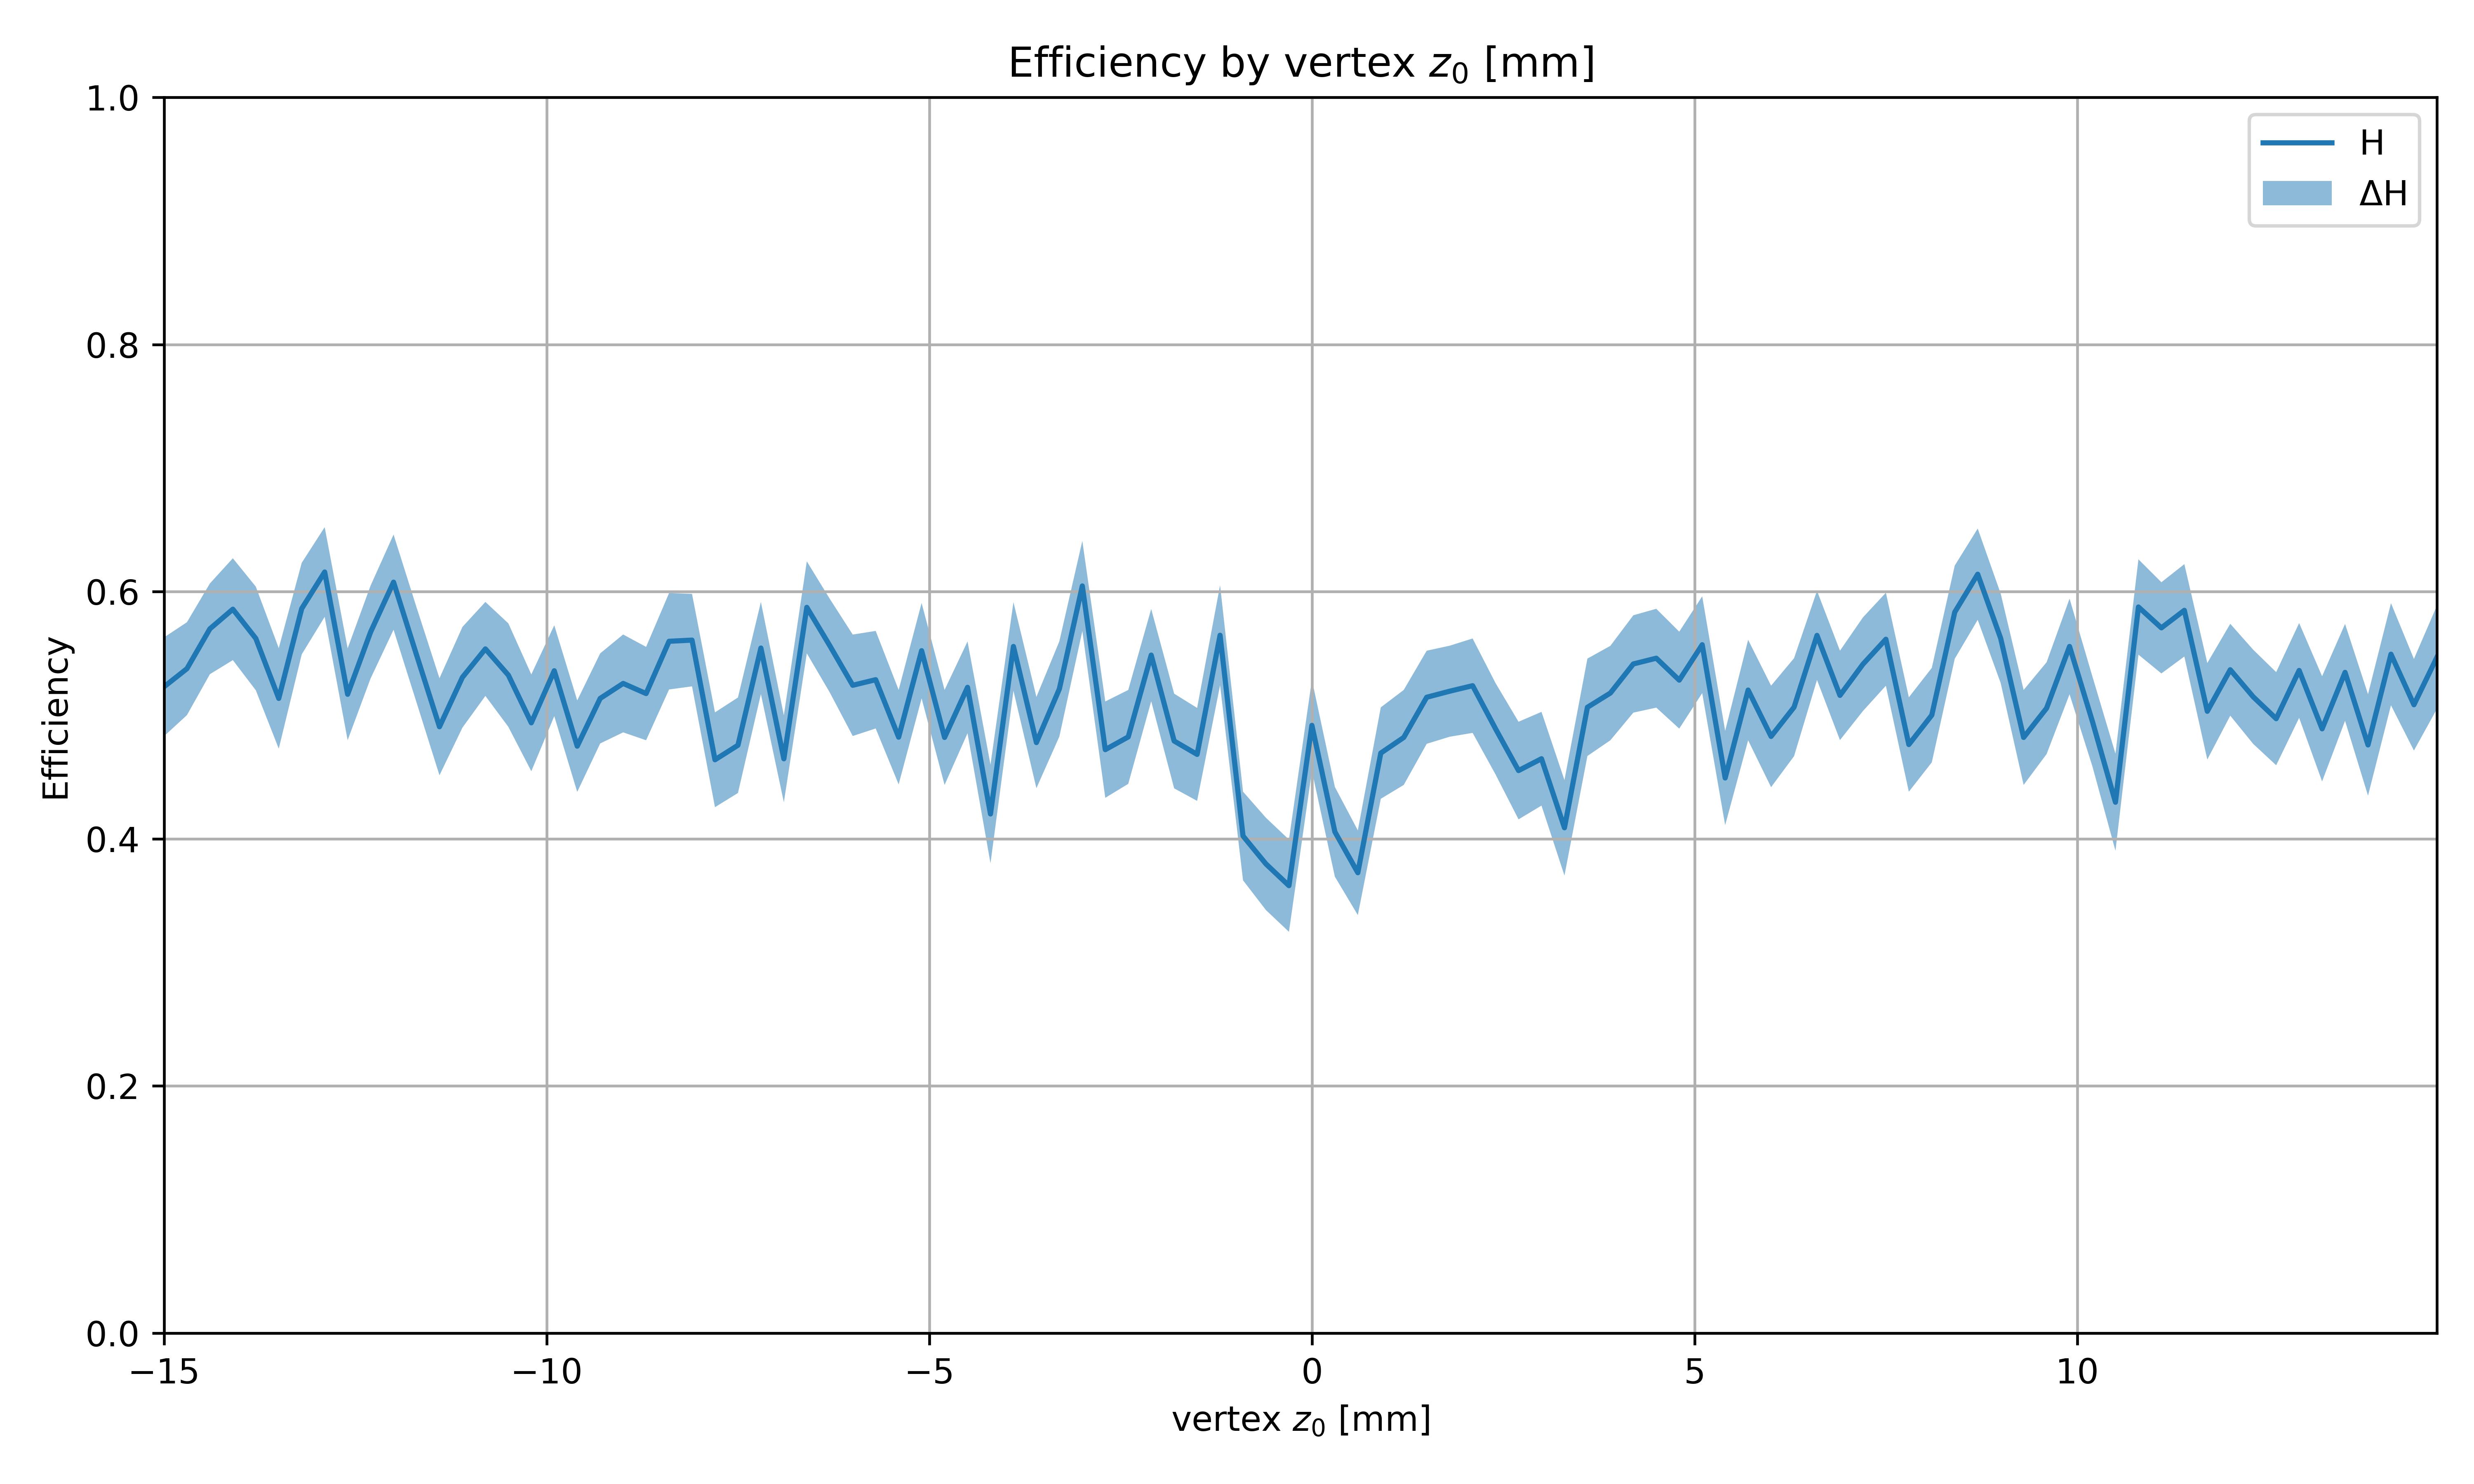 Efficiency by vertex z₀ [mm]
H
ΔH
1.0
0.8
0.6
0.4
0.2
0.0
Efficiency
−15 −10 −5 0 5 10
vertex z₀ [mm]